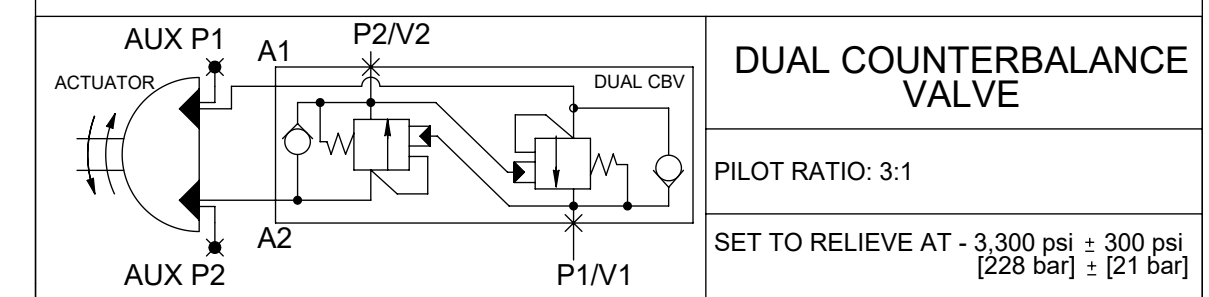 AUX P1
A1
P2/V2
ACTUATOR
DUAL CBV
A2
AUX P2
P1/V1
DUAL COUNTERBALANCE
VALVE
PILOT RATIO: 3:1
SET TO RELIEVE AT - 3,300 psi ± 300 psi
[228 bar] ± [21 bar]